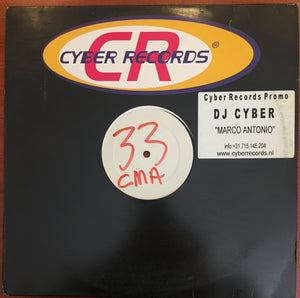 CR
CYBER RECORDS ®
Cyber Records Promo
DJ CYBER
"MARCO ANTONIO"
info:+31.715.145.204
www.cyberrecords.nl
33
CMA